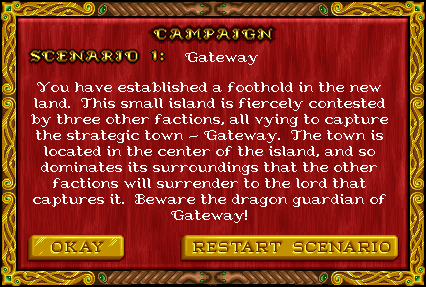 CAMPAIGN
SCENARIO 1: Gateway
You have established a foothold in the new
land. This small island is fiercely contested
by three other factions, all vying to capture
the strategic town - Gateway. The town is
located in the center of the island, and so
dominates its surroundings that the other
factions will surrender to the lord that
captures it. Beware the dragon guardian of
Gateway!
OKAY
RESTART SCENARIO